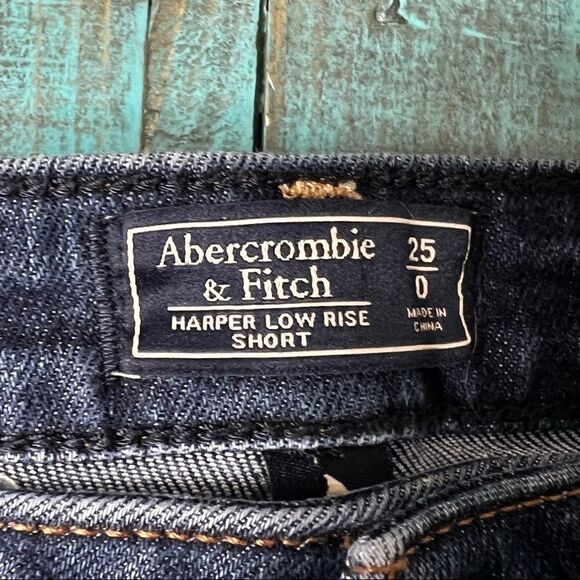 Abercrombie
& Fitch
HARPER LOW RISE
SHORT
25
0
MADE IN
CHINA